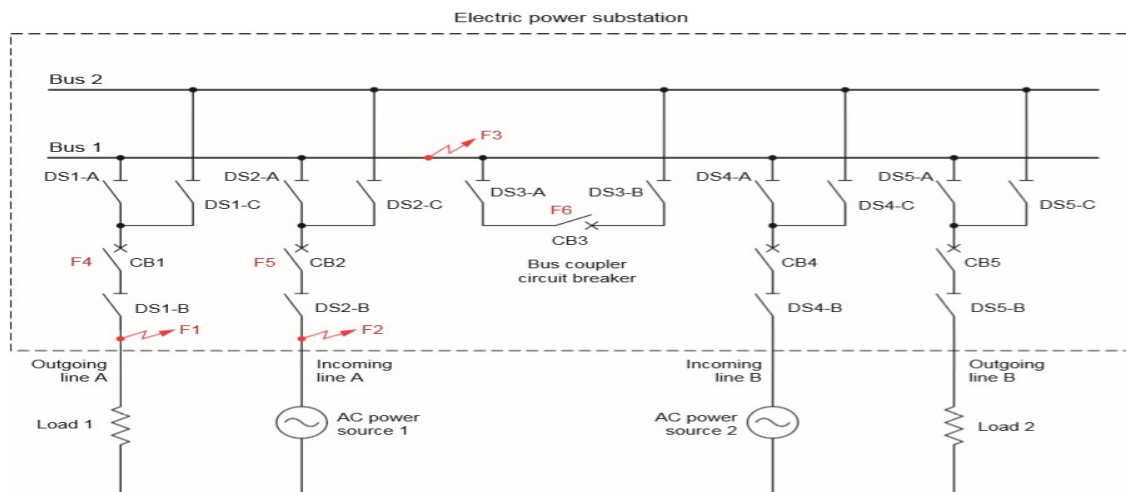 Electric power substation
Bus 2
Bus 1
F3
DS1-A
DS1-C
DS2-A
DS2-C
DS3-A
DS3-B
DS4-A
DS4-C
DS5-A
DS5-C
F6
CB3
F4
CB1
F5
CB2
Bus coupler
circuit breaker
CB4
CB5
DS1-B
DS2-B
DS4-B
DS5-B
F1
F2
Outgoing
line A
Incoming
line A
Incoming
line B
Outgoing
line B
Load 1
AC power
source 1
AC power
source 2
Load 2